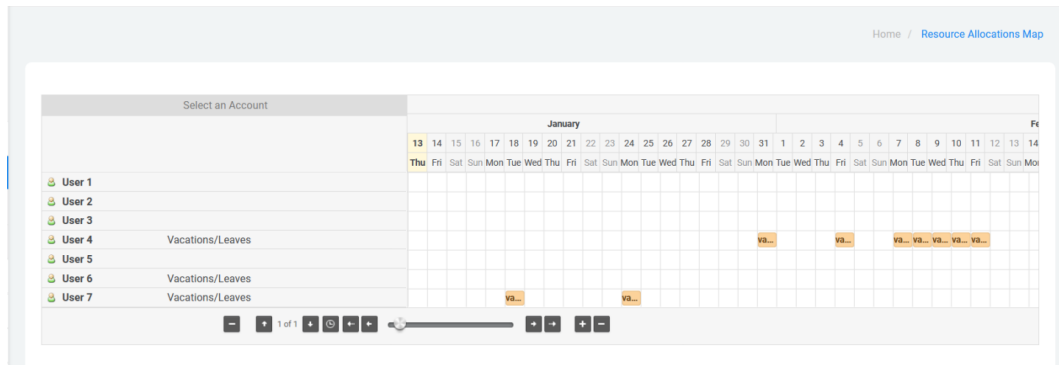 Home / Resource Allocations Map
Select an Account
January Fe
13 14 15 16 17 18 19 20 21 22 23 24 25 26 27 28 29 30 31 1 2 3 4 5 6 7 8 9 10 11 12 13 14
Thu Fri Sat Sun Mon Tue Wed Thu Fri Sat Sun Mon Tue Wed Thu Fri Sat Sun Mon Tue Wed Thu Fri Sat Sun Mon Tue Wed Thu Fri Sat Sun Mo
User 1
User 2
User 3
User 4 Vacations/Leaves va... va... va... va... va... va... va...
User 5
User 6 Vacations/Leaves
User 7 Vacations/Leaves va... va...
1 of 1